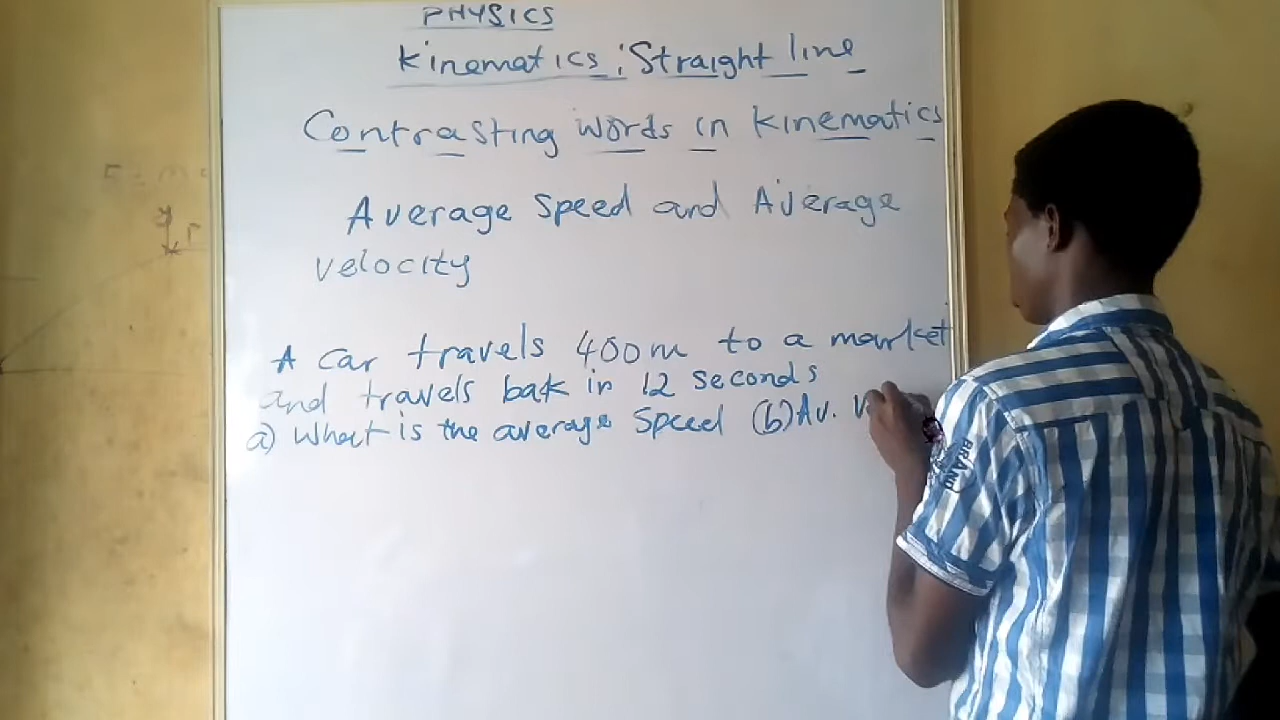 PHYSICS
Kinematics ; Straight line
Contrasting words in kinematics
Average speed and Average
velocity
A car travels 400m to a market
and travels bak in 12 seconds
a) What is the average speed (b) Av. V
BRAND